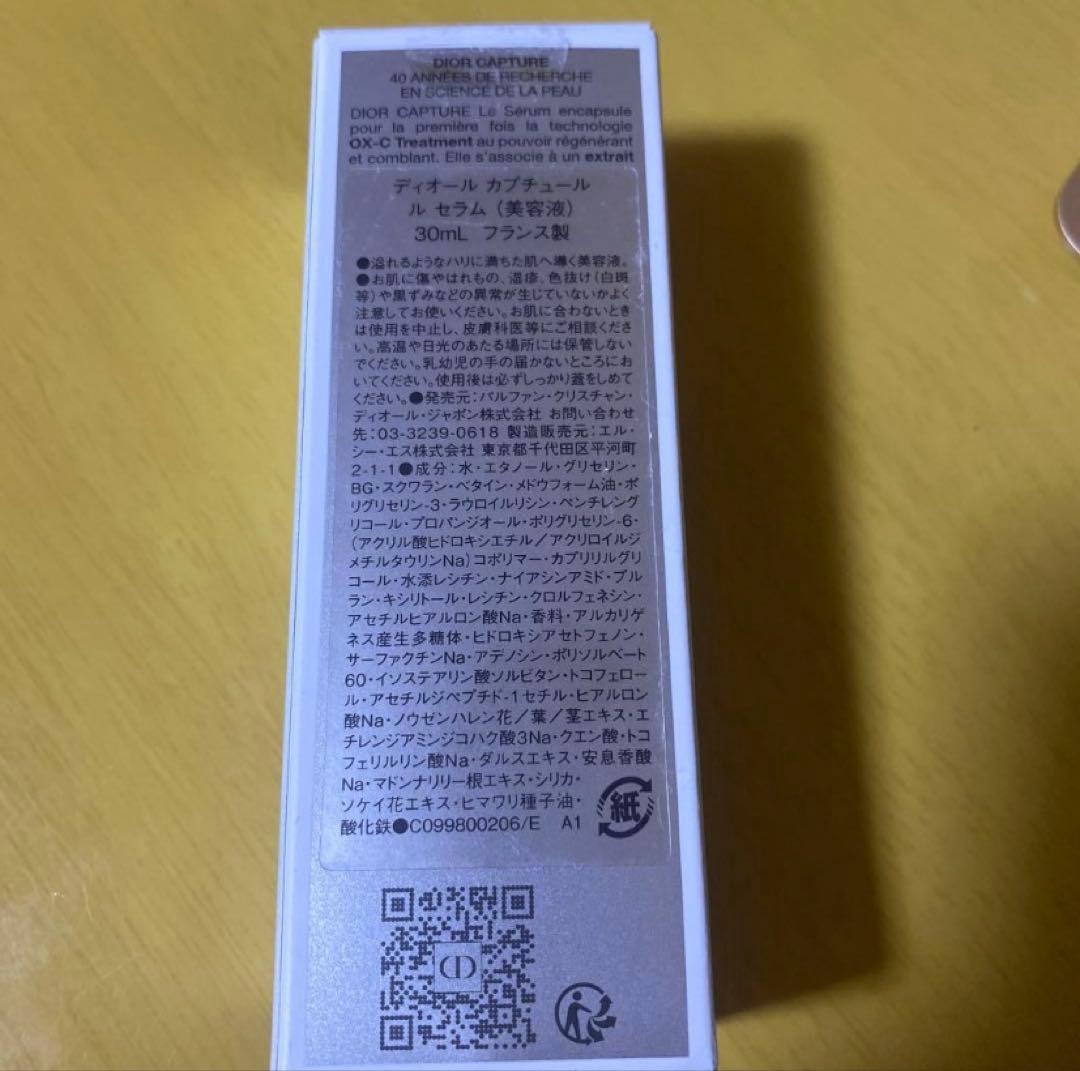 DIOR CAPTURE
40 ANNÉES DE RECHERCHE
EN SCIENCE DE LA PEAU
DIOR CAPTURE Le Sérum encapsule
pour la première fois la technologie
OX-C Treatment au pouvoir régénérant
et comblant. Elle s'associe à un extrait
ディオール カプチュール
ル セラム（美容液）
30mL フランス製
●溢れるようなハリに満ちた肌へ導く美容液。
●お肌に傷やはれもの、湿疹、色抜け（白斑
等）や黒ずみなどの異常が生じていないかよく
注意してお使いください。お肌に合わないとき
は使用を中止し、皮膚科医等にご相談くださ
い。高温や日光のあたる場所には保管しない
でください。乳幼児の手の届かないところにお
いてください。使用後は必ずしっかり蓋をしめて
ください。●発売元：パルファン・クリスチャン・
ディオール・ジャポン株式会社 お問い合わせ
先：03-3239-0618 製造販売元：エル・
シー・エス株式会社 東京都千代田区平河町
2-1-1●成分：水・エタノール・グリセリン・
BG・スクワラン・ベタイン・メドウフォーム油・ポ
リグリセリン-3・ラウロイルリシン・ペンチレング
リコール・プロパンジオール・ポリグリセリン-6・
（アクリル酸ヒドロキシエチル／アクリロイルジ
メチルタウリンNa）コポリマー・カプリリルグリ
コール・水添レシチン・ナイアシンアミド・プル
ラン・キシリトール・レシチン・クロルフェネシン・
アセチルヒアルロン酸Na・香料・アルカリゲ
ネス産生多糖体・ヒドロキシアセトフェノン・
サーファクチンNa・アデノシン・ポリソルベート
60・イソステアリン酸ソルビタン・トコフェロー
ル・アセチルジペプチド-1セチル・ヒアルロン
酸Na・ノウゼンハレン花／葉／茎エキス・エ
チレンジアミンジコハク酸3Na・クエン酸・トコ
フェリルリン酸Na・ダルスエキス・安息香酸
Na・マドンナリリー根エキス・シリカ・
ソケイ花エキス・ヒマワリ種子油・
酸化鉄●C099800206/E A1
紙
CD